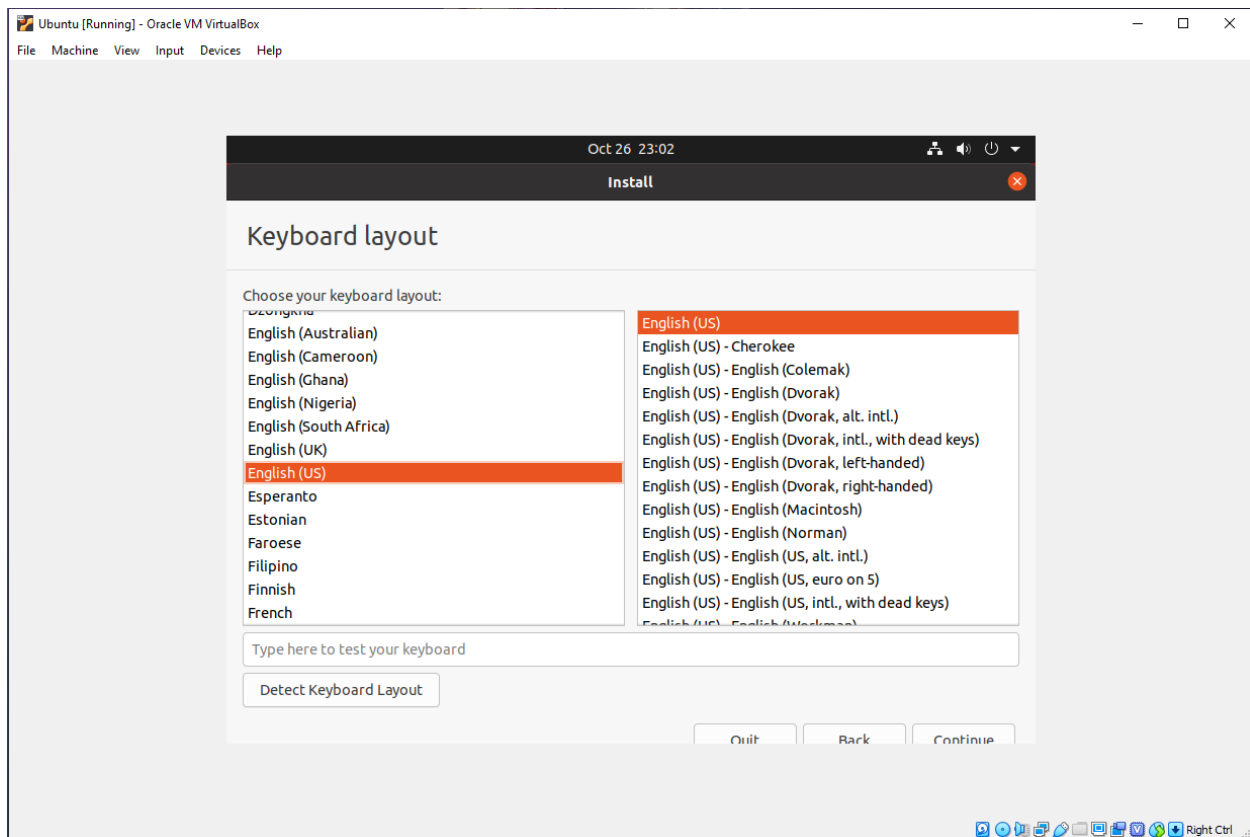 Ubuntu [Running] - Oracle VM VirtualBox
File Machine View Input Devices Help
Oct 26 23:02
Install
Keyboard layout
Choose your keyboard layout:
Dzongkha
English (Australian)
English (Cameroon)
English (Ghana)
English (Nigeria)
English (South Africa)
English (UK)
English (US)
Esperanto
Estonian
Faroese
Filipino
Finnish
French
English (US)
English (US) - Cherokee
English (US) - English (Colemak)
English (US) - English (Dvorak)
English (US) - English (Dvorak, alt. intl.)
English (US) - English (Dvorak, intl., with dead keys)
English (US) - English (Dvorak, left-handed)
English (US) - English (Dvorak, right-handed)
English (US) - English (Macintosh)
English (US) - English (Norman)
English (US) - English (US, alt. intl.)
English (US) - English (US, euro on 5)
English (US) - English (US, intl., with dead keys)
English (US) - English (Workman)
Type here to test your keyboard
Detect Keyboard Layout
Quit Back Continue
Right Ctrl